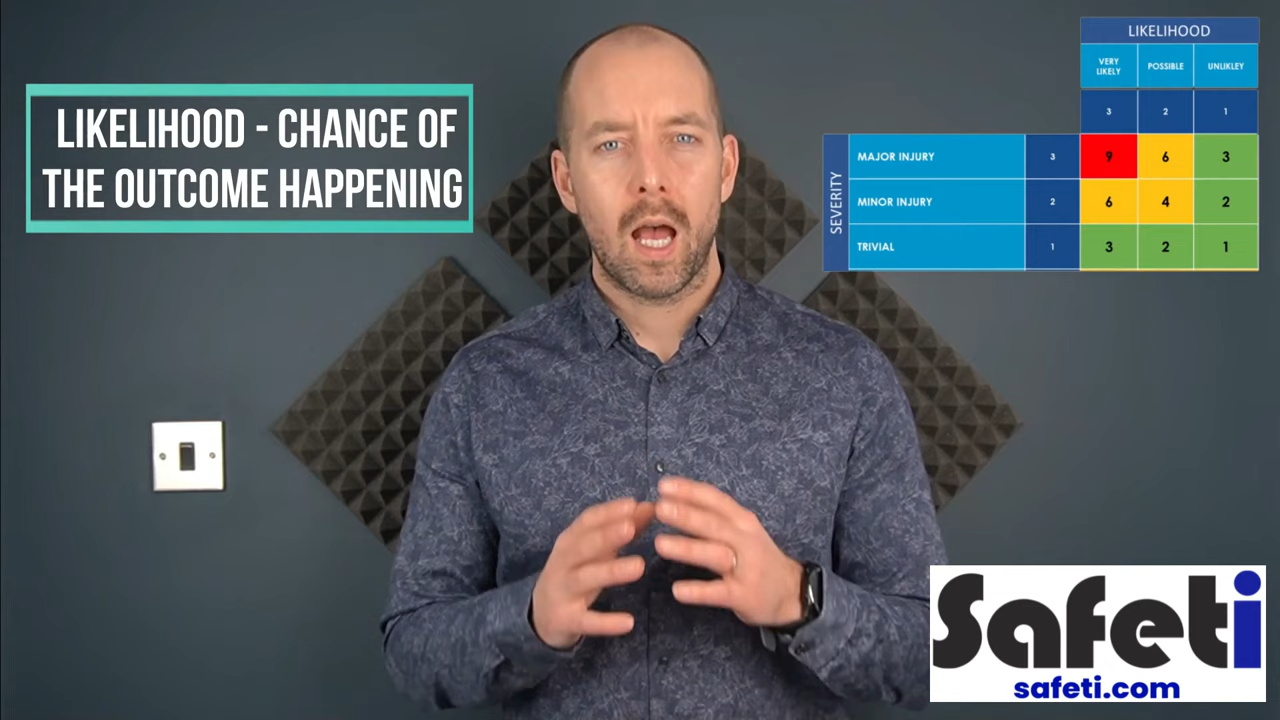 LIKELIHOOD - CHANCE OF
THE OUTCOME HAPPENING
LIKELIHOOD
VERY LIKELY POSSIBLE UNLIKLEY
3 2 1
SEVERITY
MAJOR INJURY 3 9 6 3
MINOR INJURY 2 6 4 2
TRIVIAL 1 3 2 1
Safeti
safeti.com